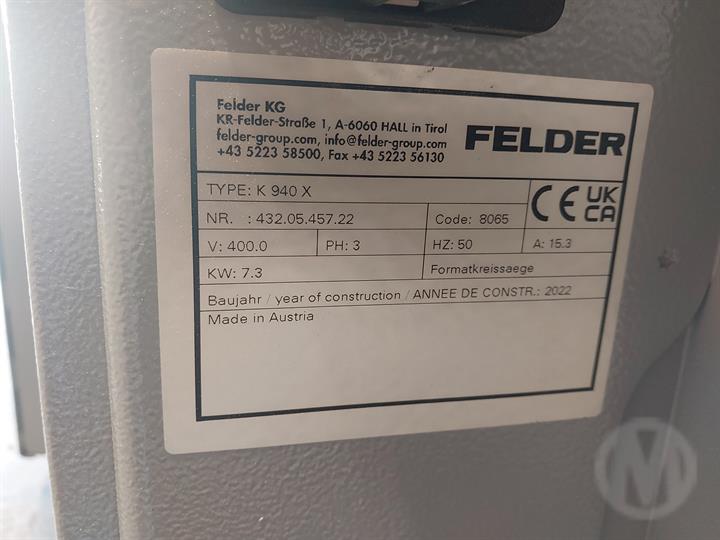 Felder KG
KR-Felder-Straße 1, A-6060 HALL in Tirol
felder-group.com, info@felder-group.com
+43 5223 58500, Fax +43 5223 56130
FELDER
TYPE: K 940 X
NR. : 432.05.457.22 Code: 8065
CE UK CA
V: 400.0 PH: 3 HZ: 50 A: 15.3
KW: 7.3 Formatkreissaege
Baujahr / year of construction / ANNEE DE CONSTR.: 2022
Made in Austria
M